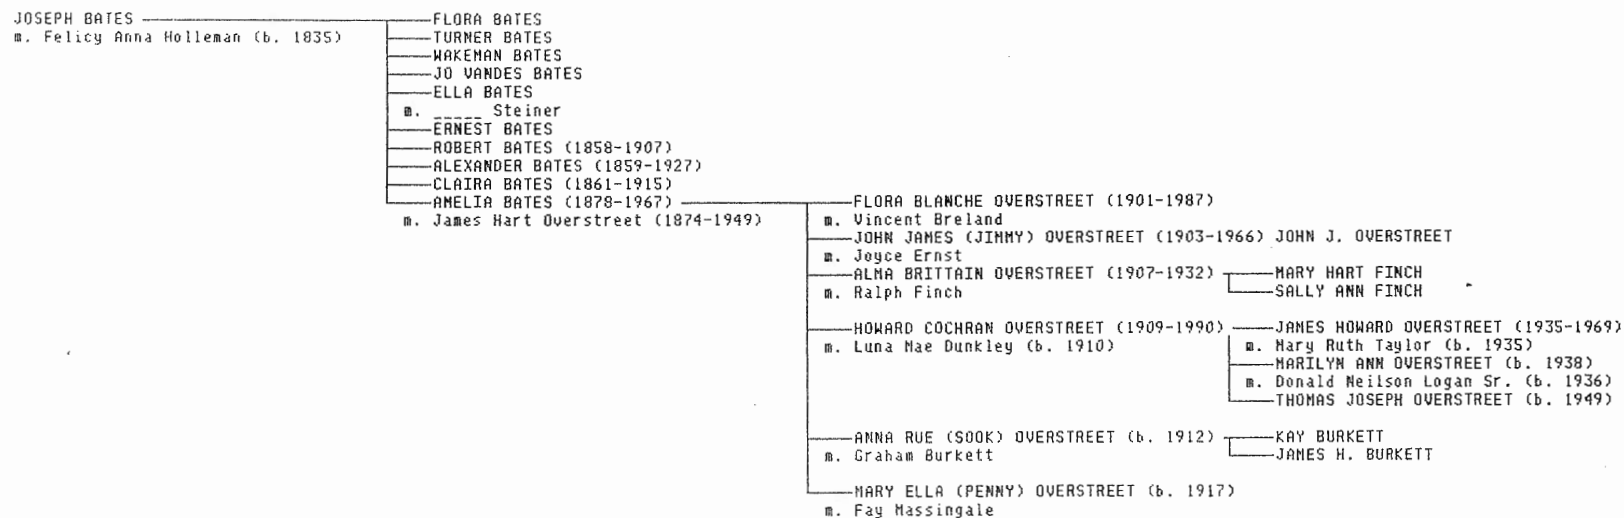 JOSEPH BATES FLORA BATES
m. Felicy Anna Holleman (b. 1835) TURNER BATES
WAKEMAN BATES
JO VANDES BATES
ELLA BATES
m. _____ Steiner
ERNEST BATES
ROBERT BATES (1858-1907)
ALEXANDER BATES (1859-1927)
CLAIRA BATES (1861-1915)
AMELIA BATES (1878-1967) FLORA BLANCHE OVERSTREET (1901-1987)
m. James Hart Overstreet (1874-1949) m. Vincent Breland
JOHN JAMES (JIMMY) OVERSTREET (1903-1966) JOHN J. OVERSTREET
m. Joyce Ernst
ALMA BRITTAIN OVERSTREET (1907-1932) MARY HART FINCH
m. Ralph Finch SALLY ANN FINCH
HOWARD COCHRAN OVERSTREET (1909-1990) JAMES HOWARD OVERSTREET (1935-1969)
m. Luna Mae Dunkley (b. 1910) m. Mary Ruth Taylor (b. 1935)
MARILYN ANN OVERSTREET (b. 1938)
m. Donald Neilson Logan Sr. (b. 1936)
THOMAS JOSEPH OVERSTREET (b. 1949)
ANNA RUE (SOOK) OVERSTREET (b. 1912) KAY BURKETT
m. Graham Burkett JAMES H. BURKETT
MARY ELLA (PENNY) OVERSTREET (b. 1917)
m. Fay Massingale